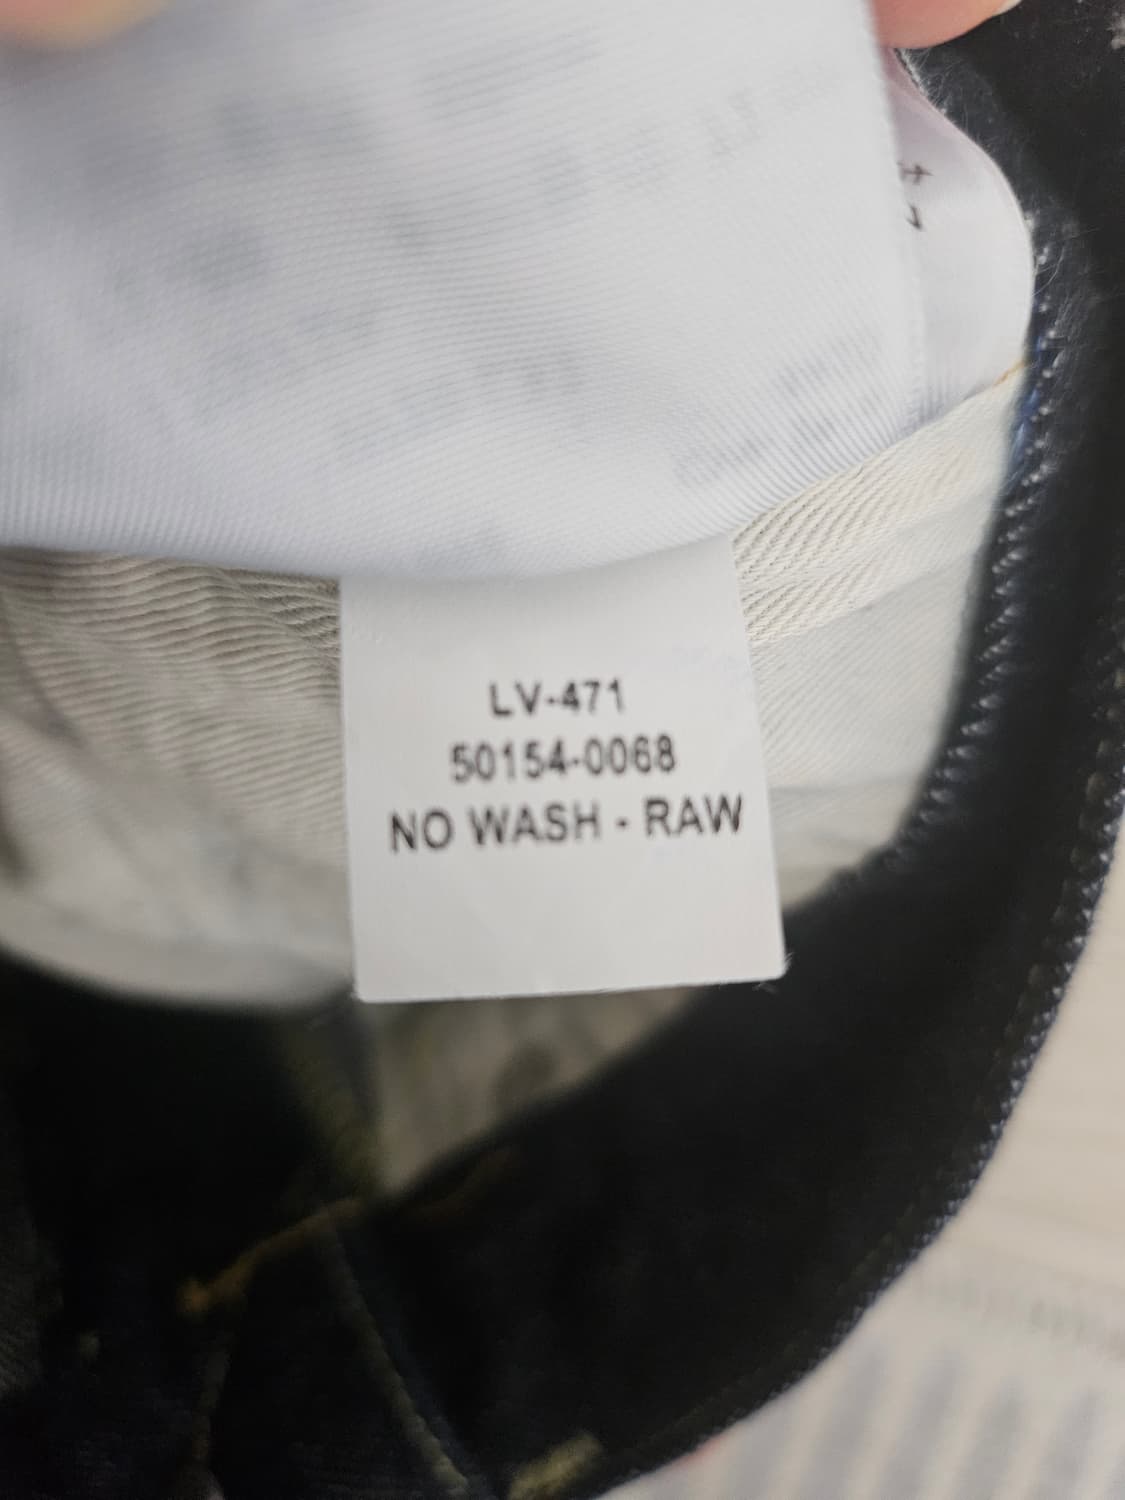 LV-471
50154-0068
NO WASH - RAW